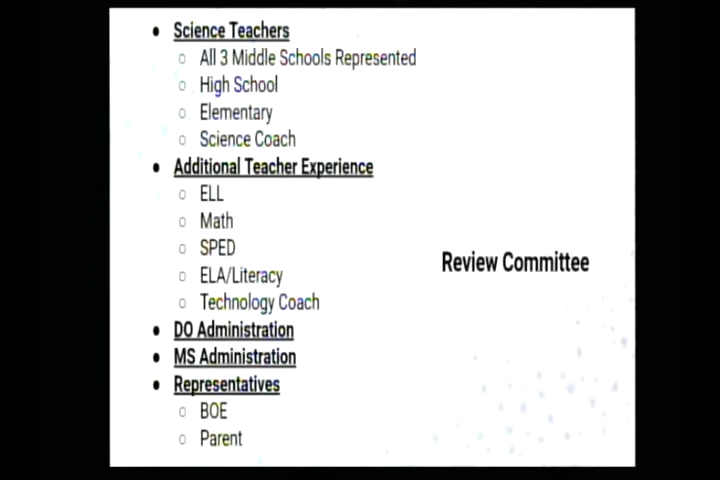 Science Teachers
All 3 Middle Schools Represented
High School
Elementary
Science Coach
Additional Teacher Experience
ELL
Math
SPED
ELA/Literacy
Technology Coach
DO Administration
MS Administration
Representatives
BOE
Parent
Review Committee